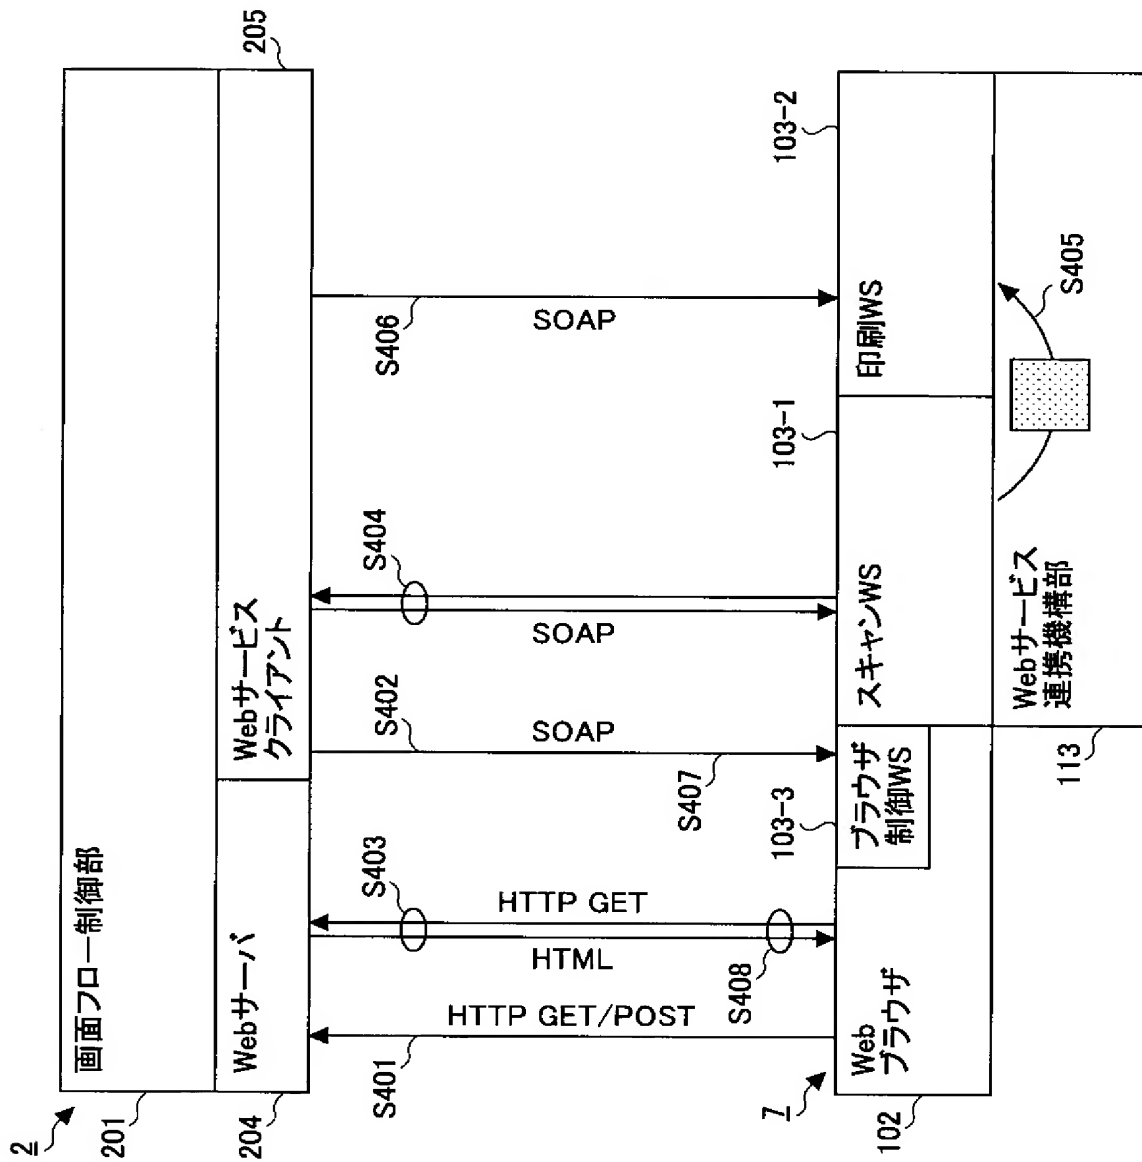 2
201
画面フロー制御部
204
Webサーバ
Webサービス
クライアント
205
S401
HTTP GET/POST
S403
HTTP GET
HTML
S408
S402
SOAP
S407
S404
SOAP
S406
SOAP
7
102
Web
ブラウザ
103-3
ブラウザ
制御WS
103-1
スキャンWS
103-2
印刷WS
113
Webサービス
連携機構部
S405